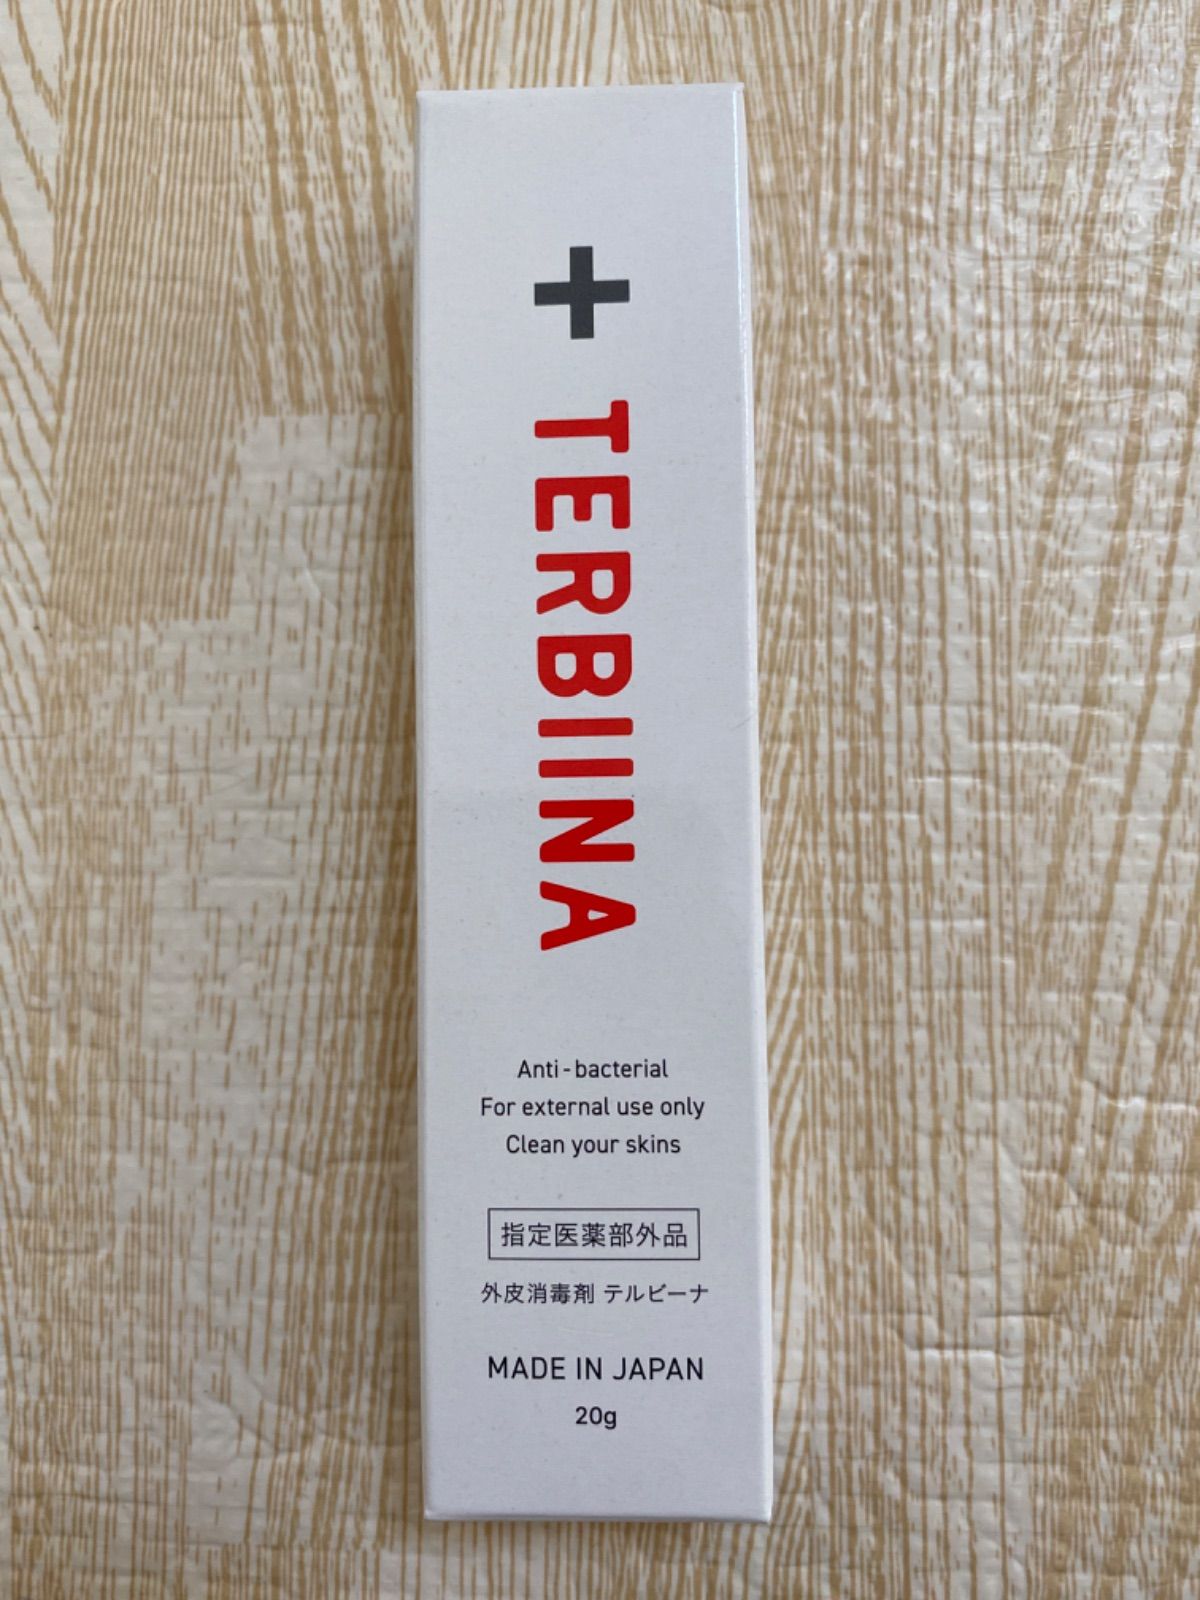 TERBIINA
Anti-bacterial
For external use only
Clean your skins
指定医薬部外品
外皮消毒剤 テルビーナ
MADE IN JAPAN
20g